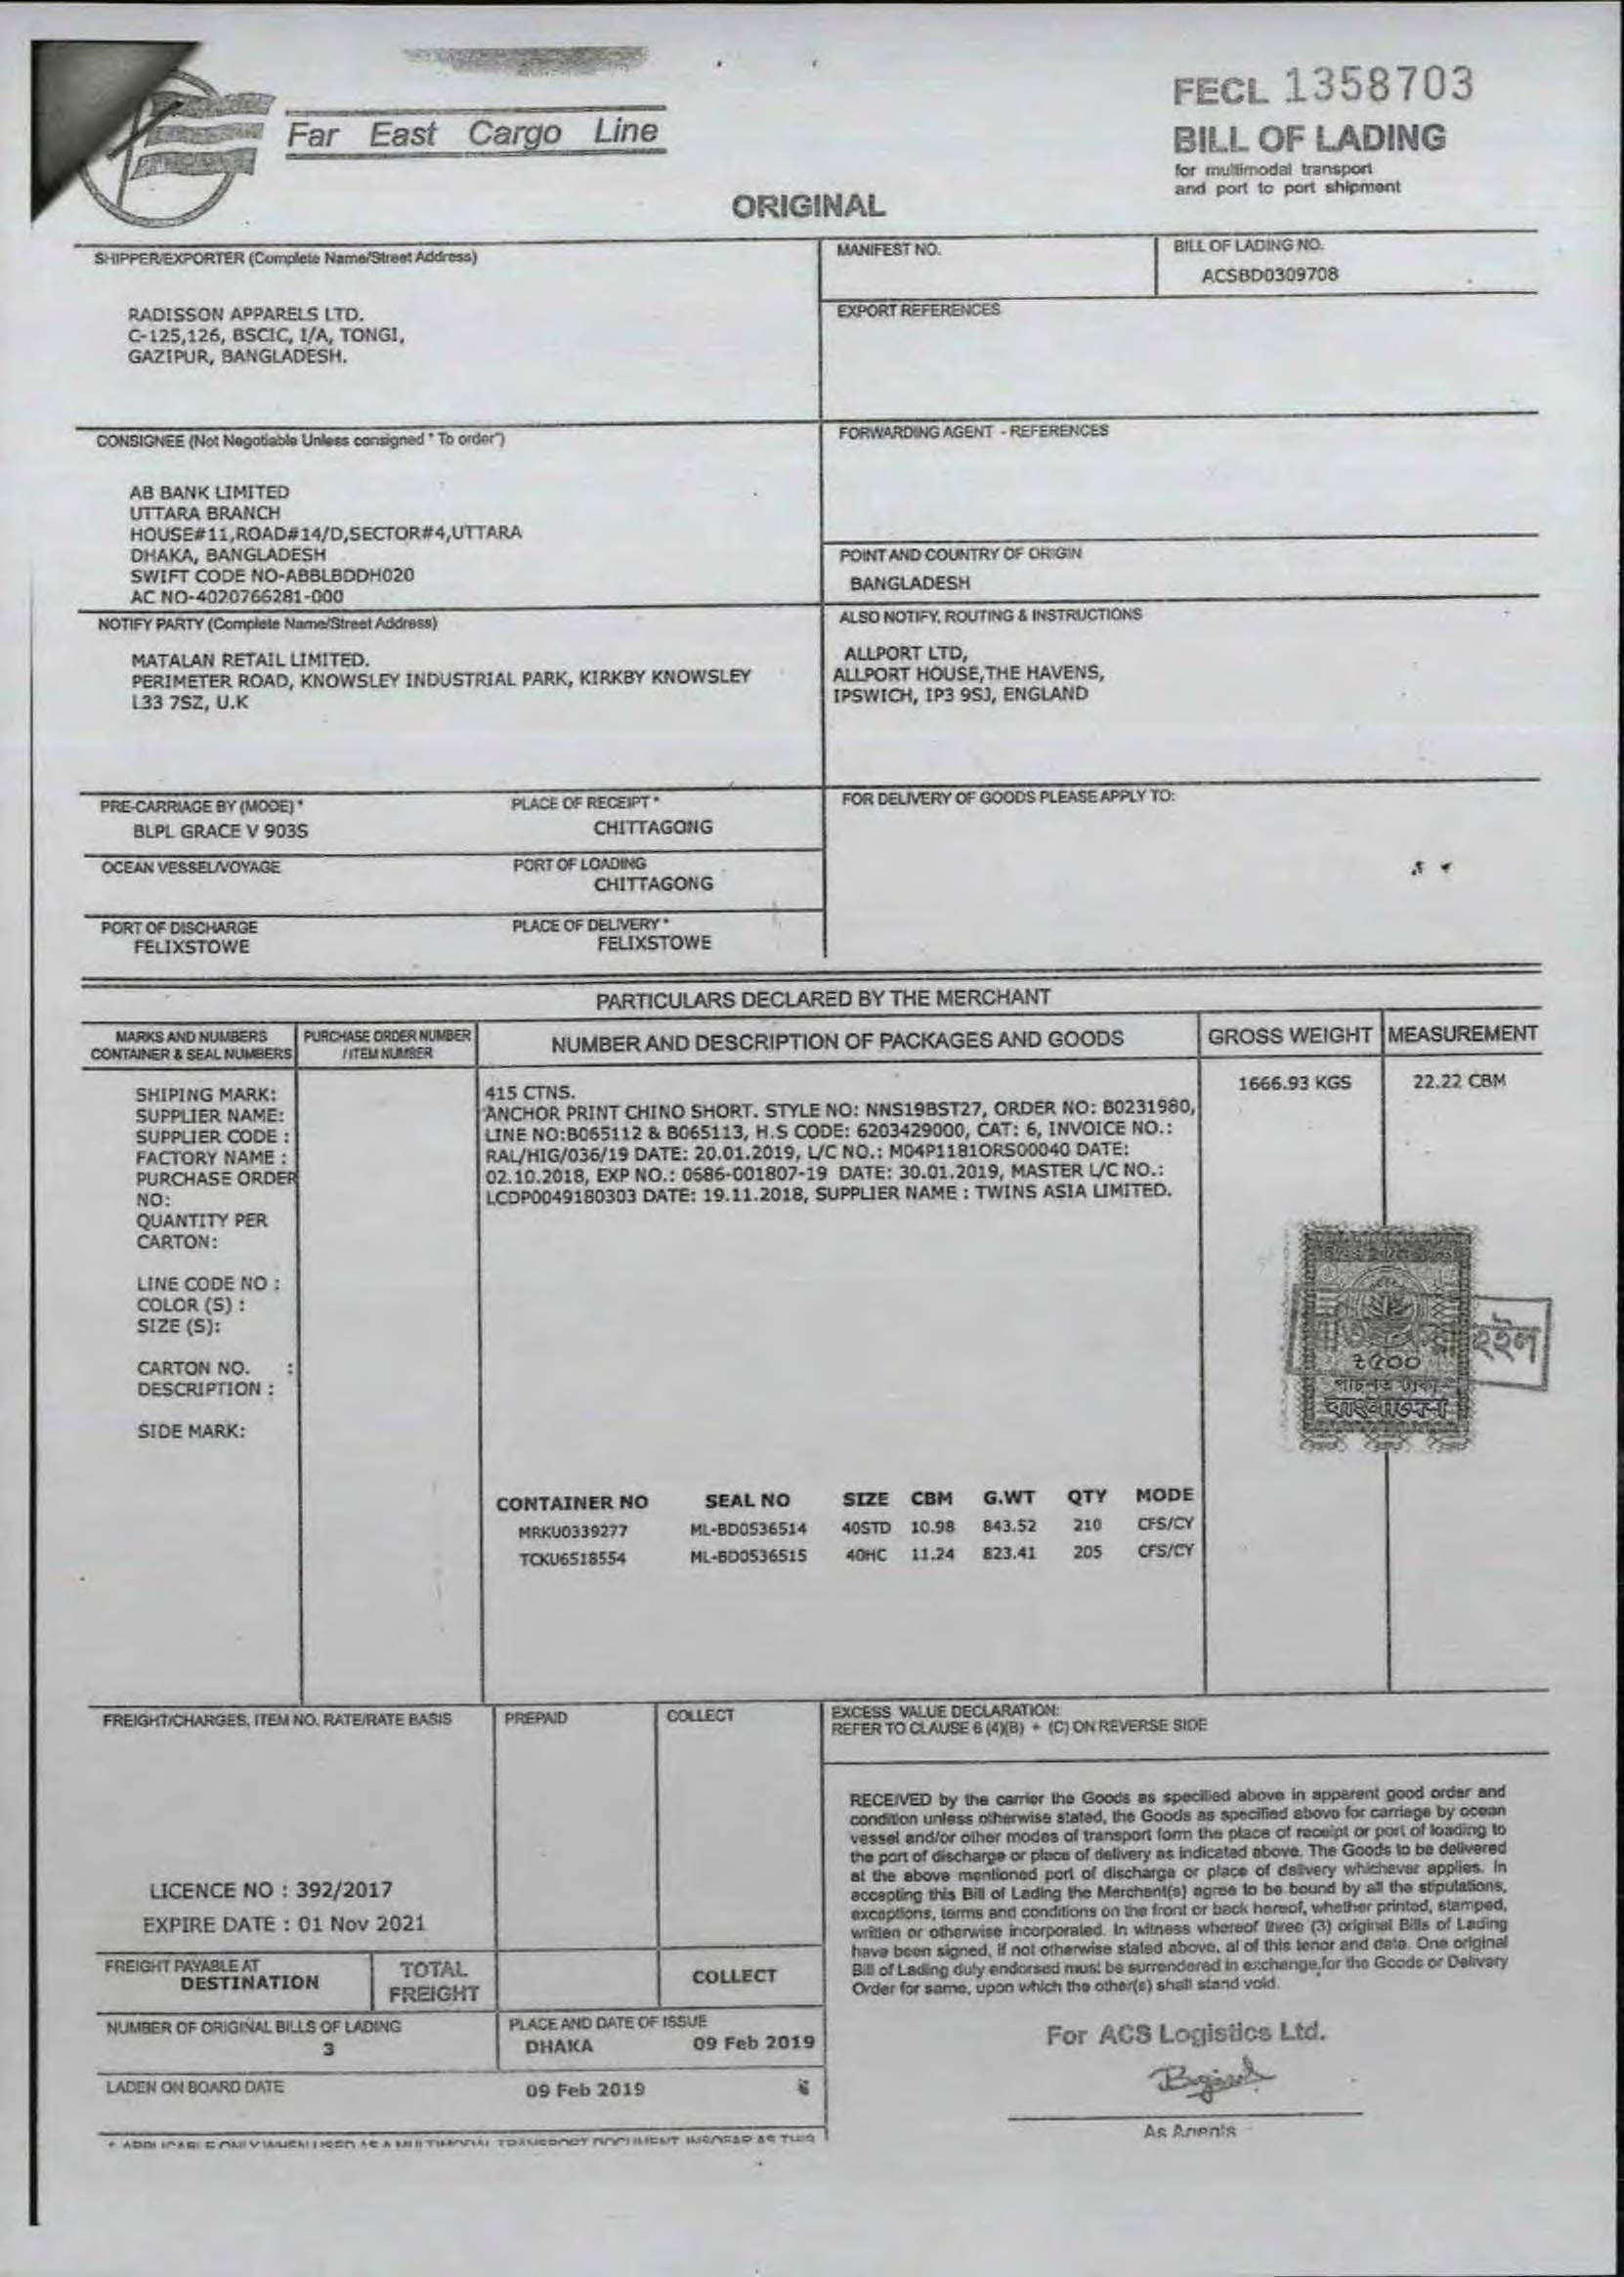 Far East Cargo Line
FECL 1358703
BILL OF LADING
for multimodal transport
and port to port shipment
ORIGINAL
SHIPPER/EXPORTER (Complete Name/Street Address)
RADISSON APPARELS LTD.
C-125,126, BSCIC, I/A, TONGI,
GAZIPUR, BANGLADESH.
MANIFEST NO.
BILL OF LADING NO.
ACSBD0309708
EXPORT REFERENCES
CONSIGNEE (Not Negotiable Unless consigned " To order")
AB BANK LIMITED
UTTARA BRANCH
HOUSE#11,ROAD#14/D,SECTOR#4,UTTARA
DHAKA, BANGLADESH
SWIFT CODE NO-ABBLBDDH020
AC NO-4020766281-000
FORWARDING AGENT - REFERENCES
POINT AND COUNTRY OF ORIGIN
BANGLADESH
NOTIFY PARTY (Complete Name/Street Address)
MATALAN RETAIL LIMITED.
PERIMETER ROAD, KNOWSLEY INDUSTRIAL PARK, KIRKBY KNOWSLEY
L33 7SZ, U.K
ALSO NOTIFY, ROUTING & INSTRUCTIONS
ALLPORT LTD,
ALLPORT HOUSE,THE HAVENS,
IPSWICH, IP3 9SJ, ENGLAND
PRE-CARRIAGE BY (MODE) *
BLPL GRACE V 903S
PLACE OF RECEIPT *
CHITTAGONG
FOR DELIVERY OF GOODS PLEASE APPLY TO:
OCEAN VESSEL/VOYAGE
PORT OF LOADING
CHITTAGONG
PORT OF DISCHARGE
FELIXSTOWE
PLACE OF DELIVERY *
FELIXSTOWE
PARTICULARS DECLARED BY THE MERCHANT
MARKS AND NUMBERS
CONTAINER & SEAL NUMBERS
PURCHASE ORDER NUMBER
/ ITEM NUMBER
NUMBER AND DESCRIPTION OF PACKAGES AND GOODS
GROSS WEIGHT
MEASUREMENT
SHIPING MARK:
SUPPLIER NAME:
SUPPLIER CODE :
FACTORY NAME :
PURCHASE ORDER
NO:
QUANTITY PER
CARTON:
LINE CODE NO :
COLOR (S) :
SIZE (S):
CARTON NO. :
DESCRIPTION :
SIDE MARK:
415 CTNS.
ANCHOR PRINT CHINO SHORT. STYLE NO: NNS19BST27, ORDER NO: B0231980,
LINE NO:B065112 & B065113, H.S CODE: 6203429000, CAT: 6, INVOICE NO.:
RAL/HIG/036/19 DATE: 20.01.2019, L/C NO.: M04P1181ORS00040 DATE:
02.10.2018, EXP NO.: 0686-001807-19 DATE: 30.01.2019, MASTER L/C NO.:
LCDP0049180303 DATE: 19.11.2018, SUPPLIER NAME : TWINS ASIA LIMITED.
1666.93 KGS
22.22 CBM
হইল
৳৫০০
পাঁচশত টাকা
বাংলাদেশ
CONTAINER NO SEAL NO SIZE CBM G.WT QTY MODE
MRKU0339277 ML-BD0536514 40STD 10.98 843.52 210 CFS/CY
TCKU6518554 ML-BD0536515 40HC 11.24 823.41 205 CFS/CY
FREIGHT/CHARGES, ITEM NO. RATE/RATE BASIS
PREPAID
COLLECT
EXCESS VALUE DECLARATION:
REFER TO CLAUSE 6 (4)(B) + (C) ON REVERSE SIDE
LICENCE NO : 392/2017
EXPIRE DATE : 01 Nov 2021
RECEIVED by the carrier the Goods as specified above in apparent good order and
condition unless otherwise stated, the Goods as specified above for carriage by ocean
vessel and/or other modes of transport form the place of receipt or port of loading to
the port of discharge or place of delivery as indicated above. The Goods to be delivered
at the above mentioned port of discharge or place of delivery whichever applies. In
accepting this Bill of Lading the Merchant(s) agree to be bound by all the stipulations,
exceptions, terms and conditions on the front or back hereof, whether printed, stamped,
written or otherwise incorporated. In witness whereof three (3) original Bills of Lading
have been signed, if not otherwise stated above, al of this tenor and date. One original
Bill of Lading duty endorsed must be surrendered in exchange for the Goods or Delivery
Order for same, upon which the other(s) shall stand void.
FREIGHT PAYABLE AT
DESTINATION
TOTAL
FREIGHT
COLLECT
NUMBER OF ORIGINAL BILLS OF LADING
3
PLACE AND DATE OF ISSUE
DHAKA 09 Feb 2019
LADEN ON BOARD DATE
09 Feb 2019
For ACS Logistics Ltd.
As Agents
* APPLICABLE ONLY WHEN USED AS A MULTIMODAL TRANSPORT DOCUMENT INSOFAR AS THIS